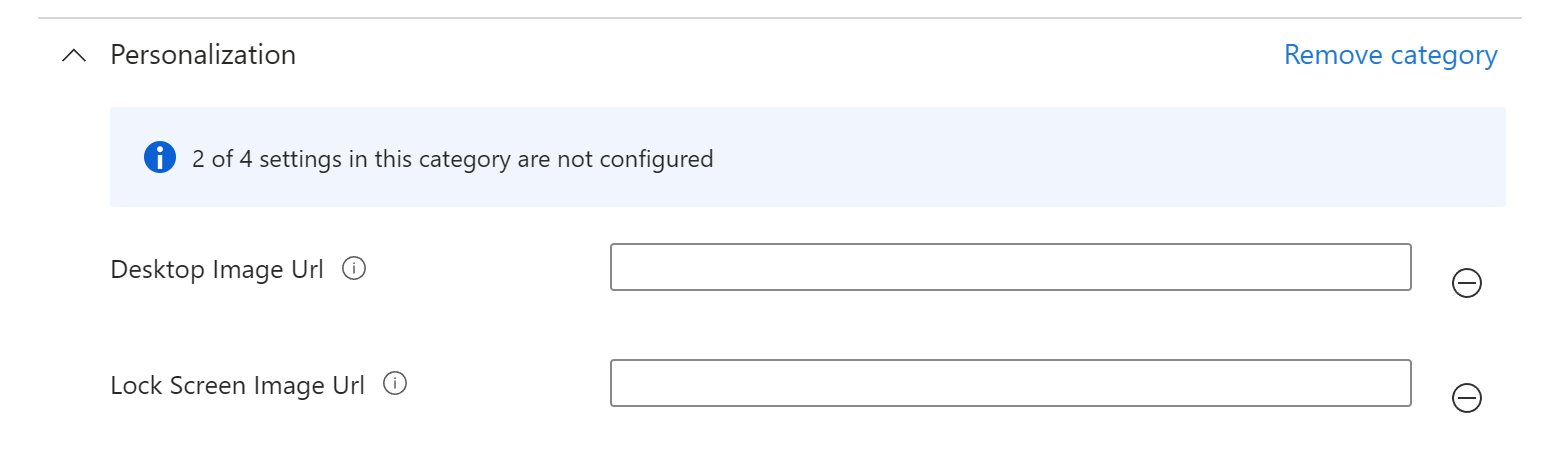 Personalization
Remove category
2 of 4 settings in this category are not configured
Desktop Image Url
Lock Screen Image Url